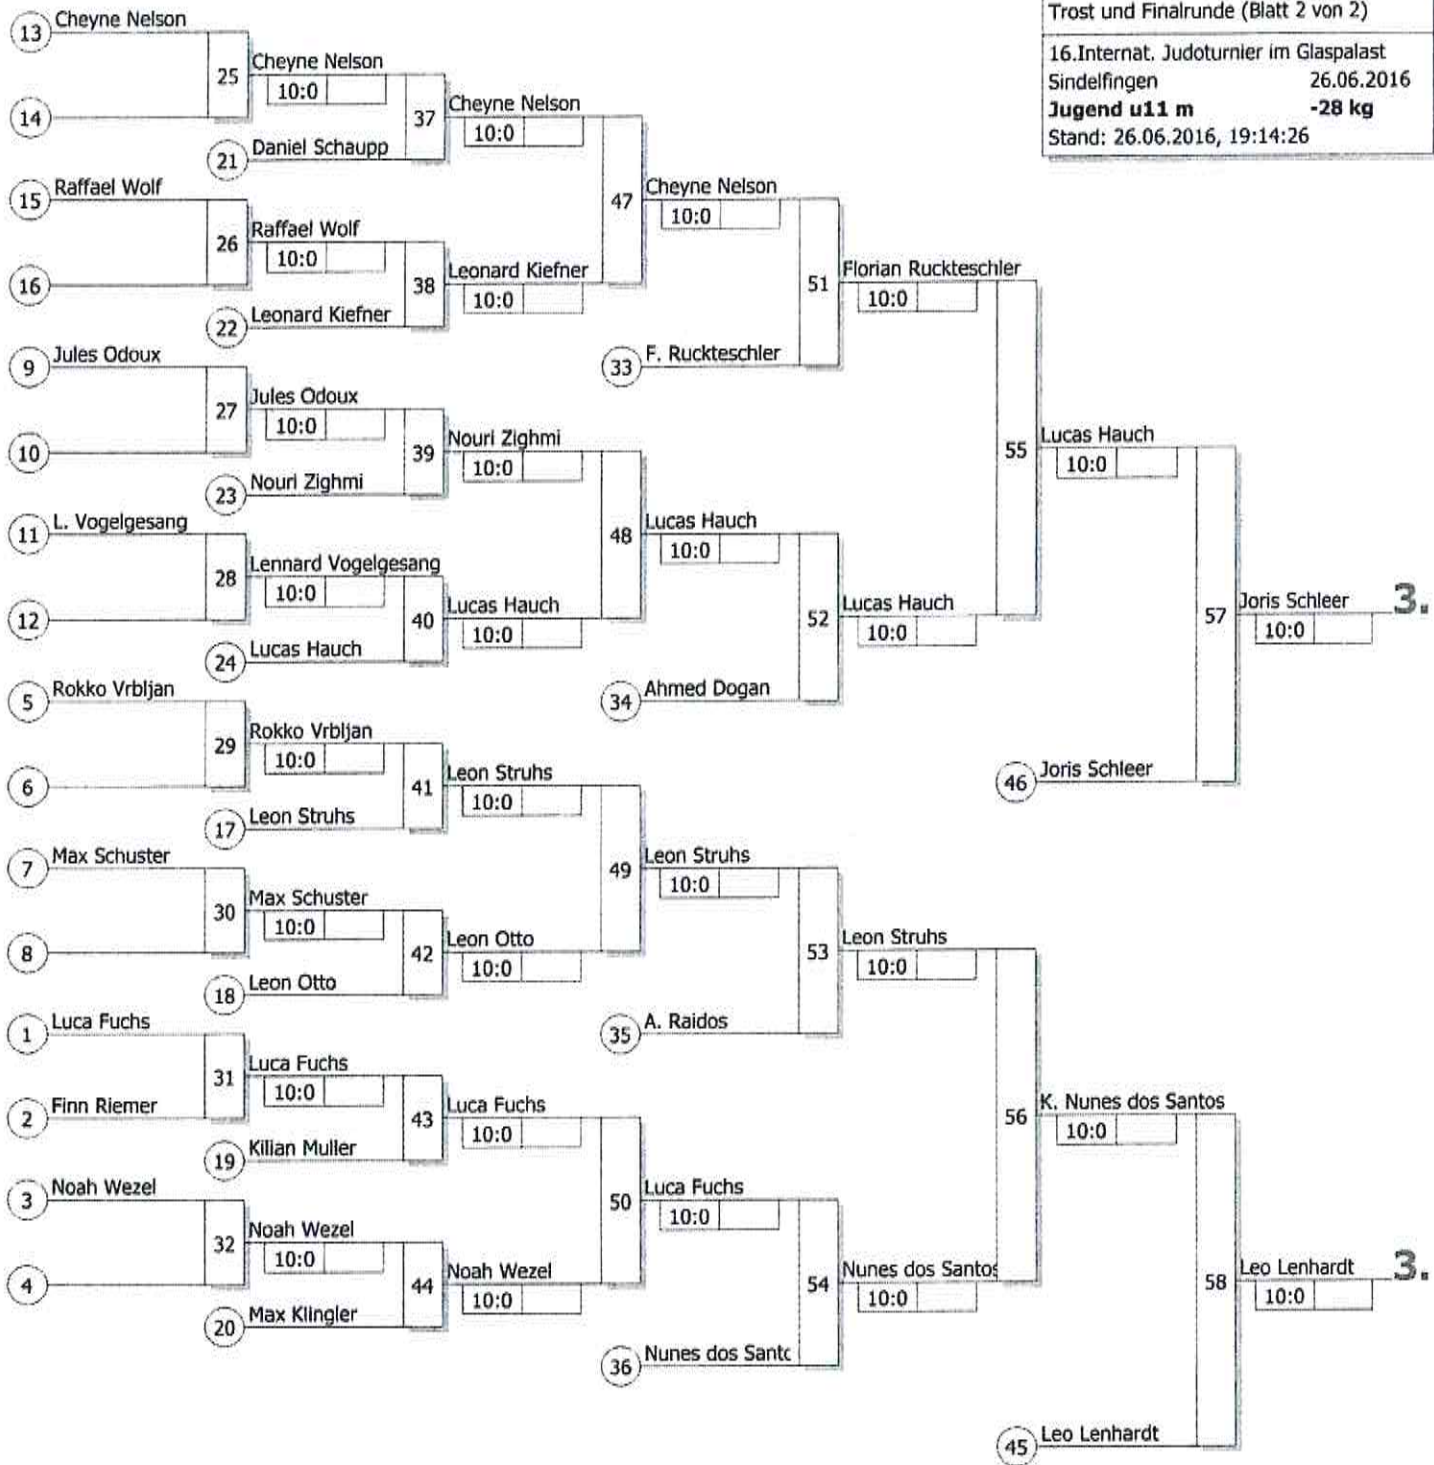 Trost und Finalrunde (Blatt 2 von 2)
16.Internat. Judoturnier im Glaspalast
Sindelfingen 26.06.2016
Jugend u11 m -28 kg
Stand: 26.06.2016, 19:14:26
13 Cheyne Nelson
25 Cheyne Nelson
10:0
14
37 Cheyne Nelson
10:0
21 Daniel Schaupp
15 Raffael Wolf
47 Cheyne Nelson
10:0
26 Raffael Wolf
10:0
16
38 Leonard Kiefner
10:0
22 Leonard Kiefner
51 Florian Ruckteschler
10:0
9 Jules Odoux
33 F. Ruckteschler
27 Jules Odoux
10:0
10
39 Nouri Zighmi
10:0
23 Nouri Zighmi
55 Lucas Hauch
10:0
11 L. Vogelgesang
48 Lucas Hauch
10:0
28 Lennard Vogelgesang
10:0
12
40 Lucas Hauch
10:0
24 Lucas Hauch
52 Lucas Hauch
10:0
57 Joris Schleer 3.
10:0
5 Rokko Vrbljan
34 Ahmed Dogan
29 Rokko Vrbljan
10:0
6
41 Leon Struhs
10:0
46 Joris Schleer
17 Leon Struhs
7 Max Schuster
49 Leon Struhs
10:0
30 Max Schuster
10:0
8
42 Leon Otto
10:0
18 Leon Otto
53 Leon Struhs
10:0
1 Luca Fuchs
35 A. Raidos
31 Luca Fuchs
10:0
2 Finn Riemer
43 Luca Fuchs
10:0
19 Kilian Muller
56 K. Nunes dos Santos
10:0
3 Noah Wezel
50 Luca Fuchs
10:0
32 Noah Wezel
10:0
4
44 Noah Wezel
10:0
20 Max Klingler
54 Nunes dos Santos
10:0
58 Leo Lenhardt 3.
10:0
36 Nunes dos Santc
45 Leo Lenhardt